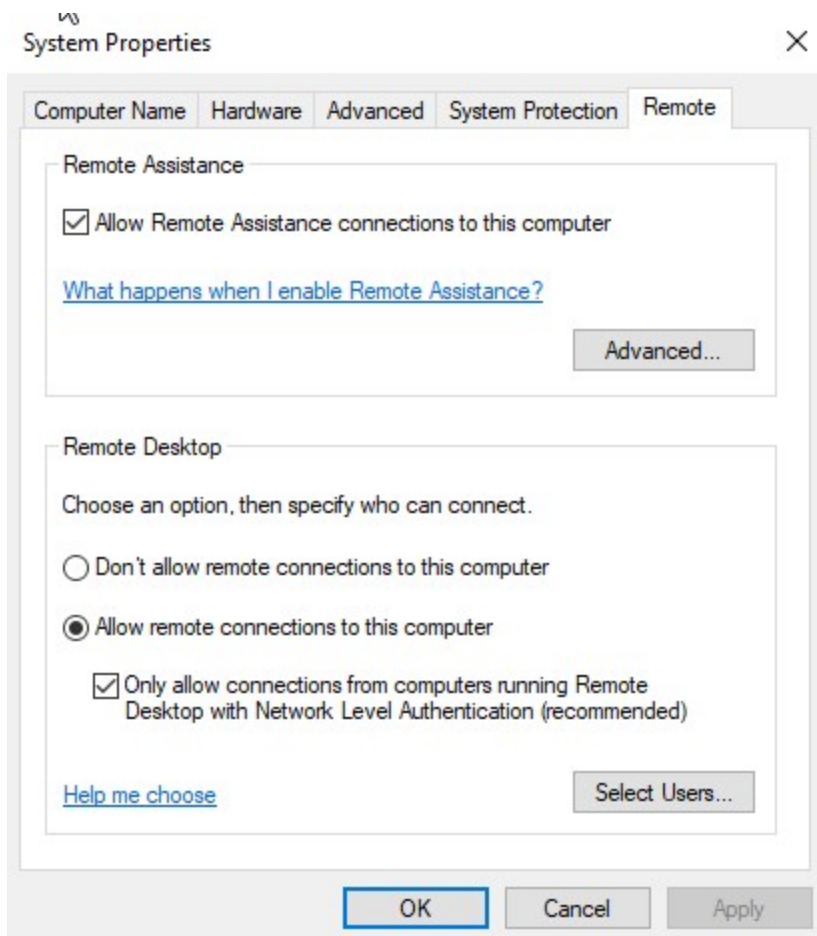 System Properties
Computer Name Hardware Advanced System Protection Remote
Remote Assistance
Allow Remote Assistance connections to this computer
What happens when I enable Remote Assistance?
Advanced...
Remote Desktop
Choose an option, then specify who can connect.
Don't allow remote connections to this computer
Allow remote connections to this computer
Only allow connections from computers running Remote
Desktop with Network Level Authentication (recommended)
Help me choose
Select Users...
OK Cancel Apply